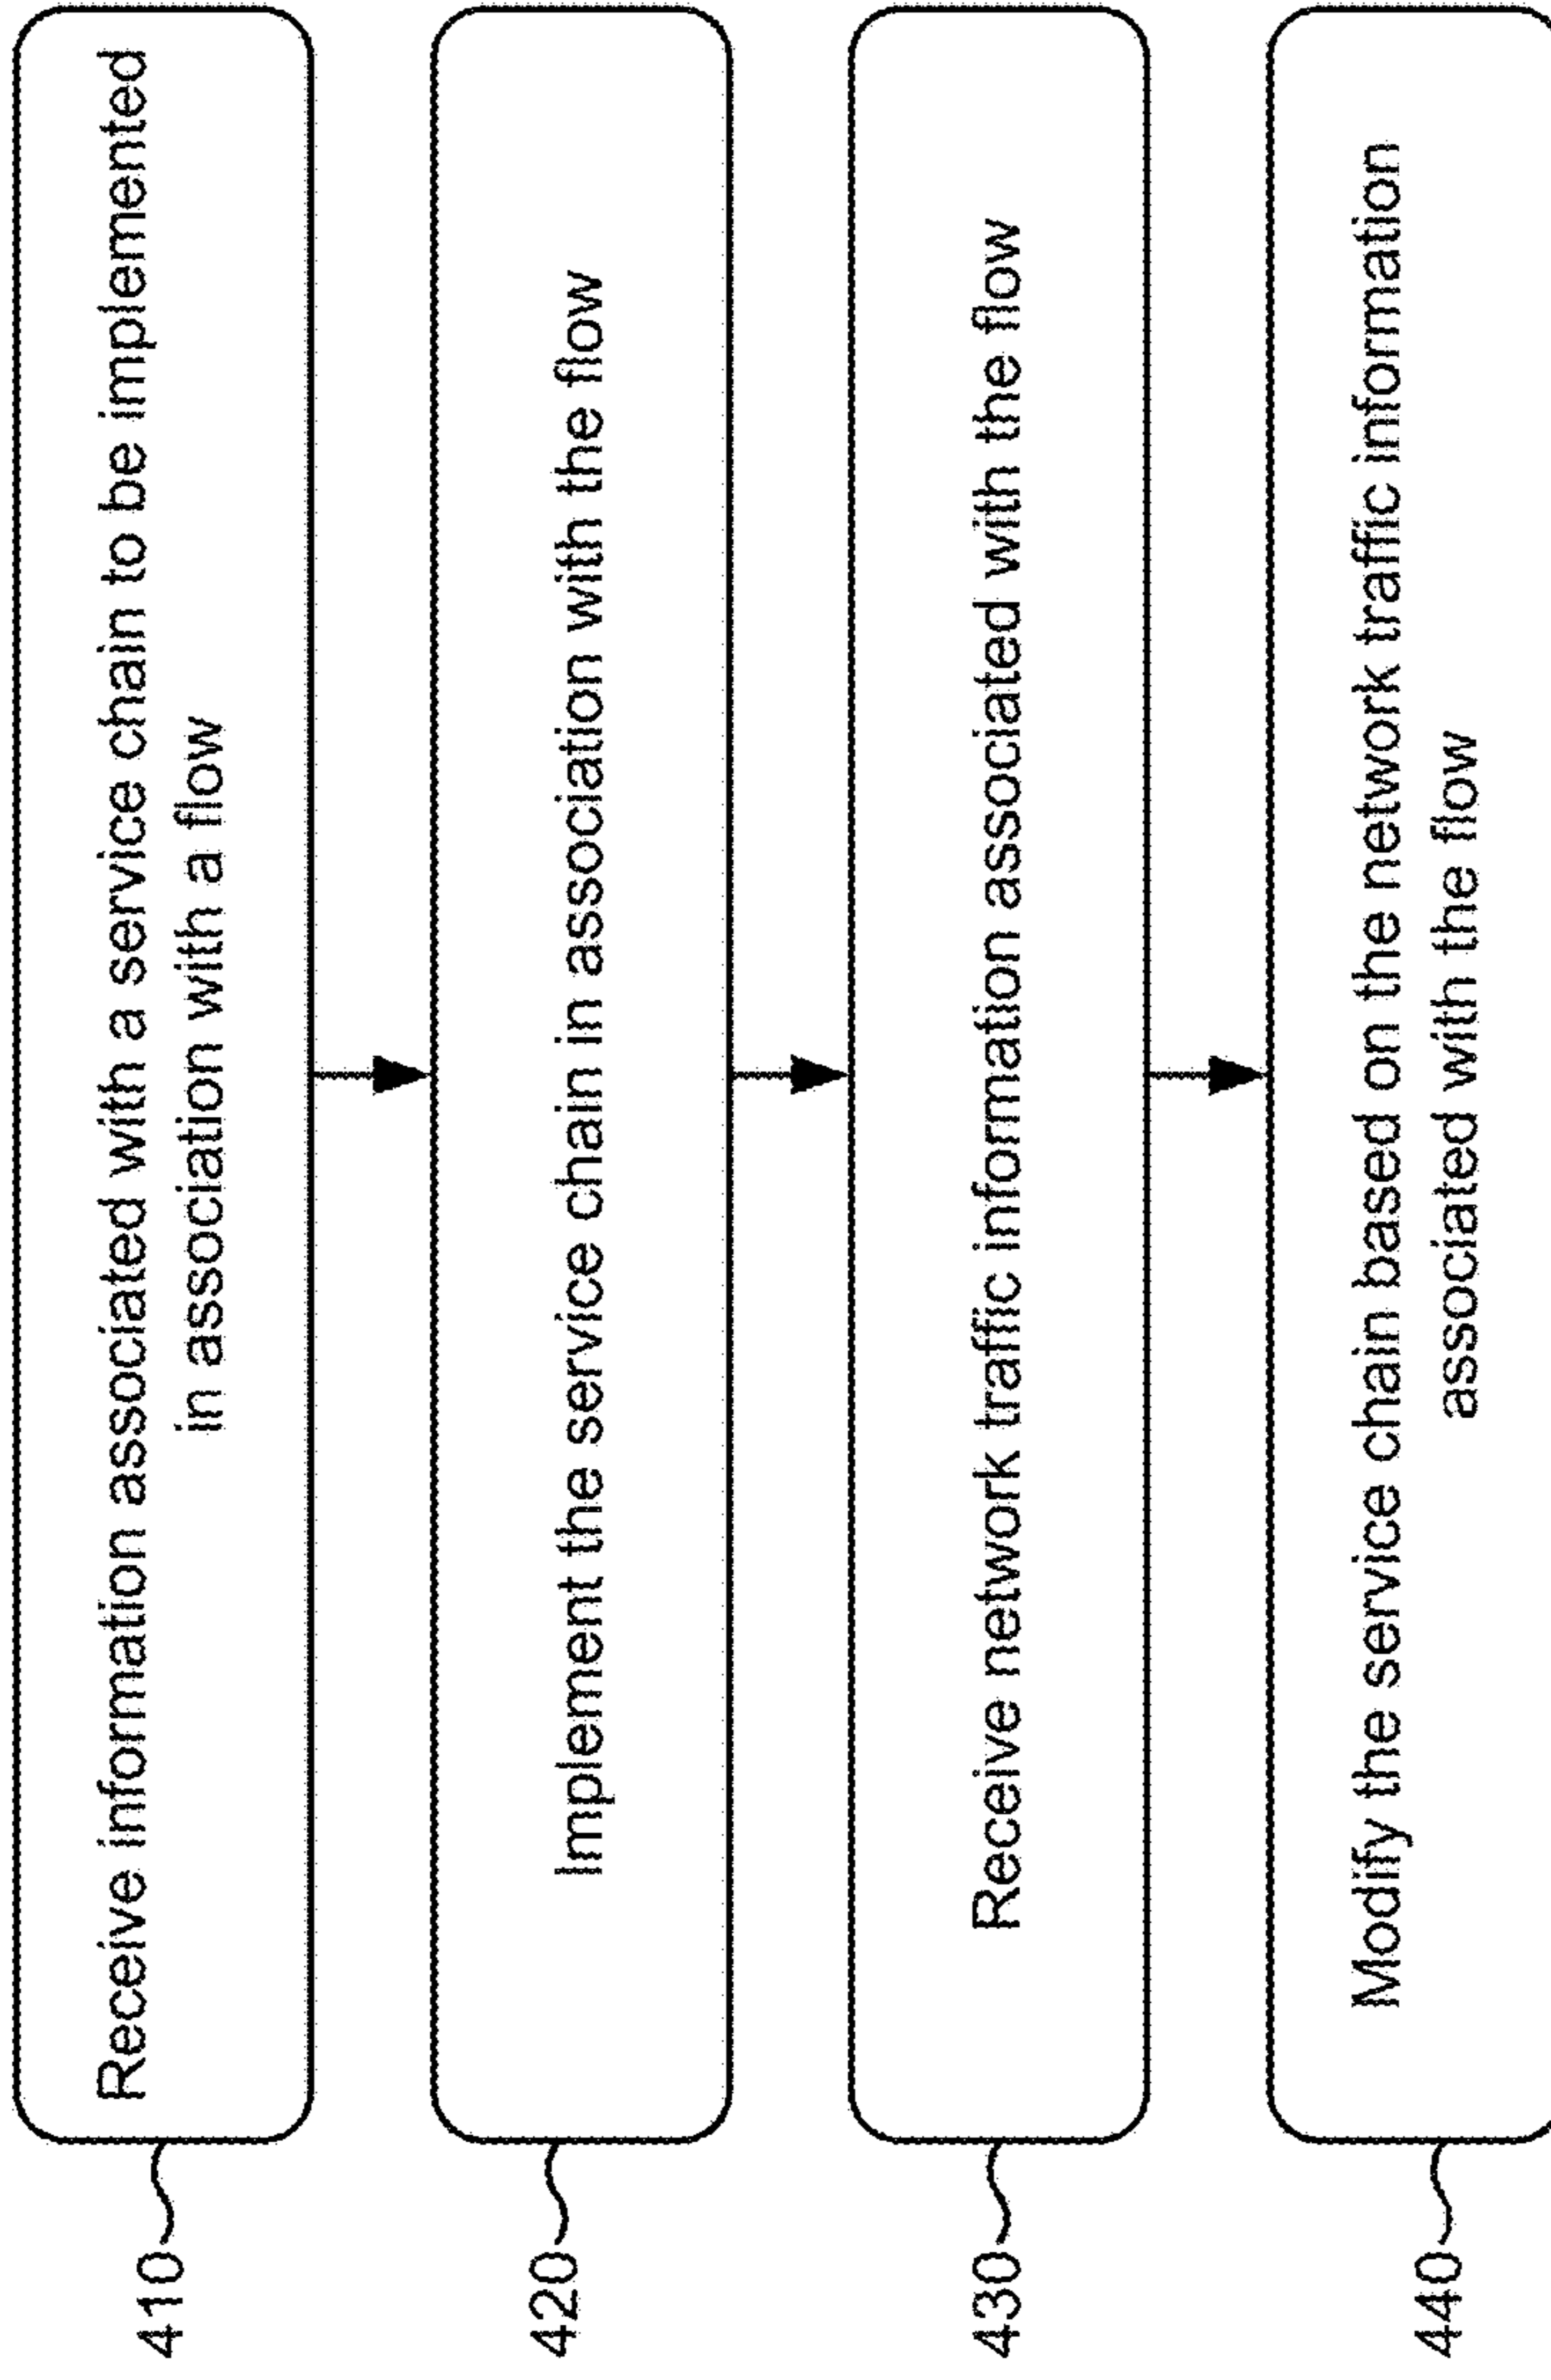 410
Receive information associated with a service chain to be implemented
in association with a flow
420
Implement the service chain in association with the flow
430
Receive network traffic information associated with the flow
440
Modify the service chain based on the network traffic information
associated with the flow